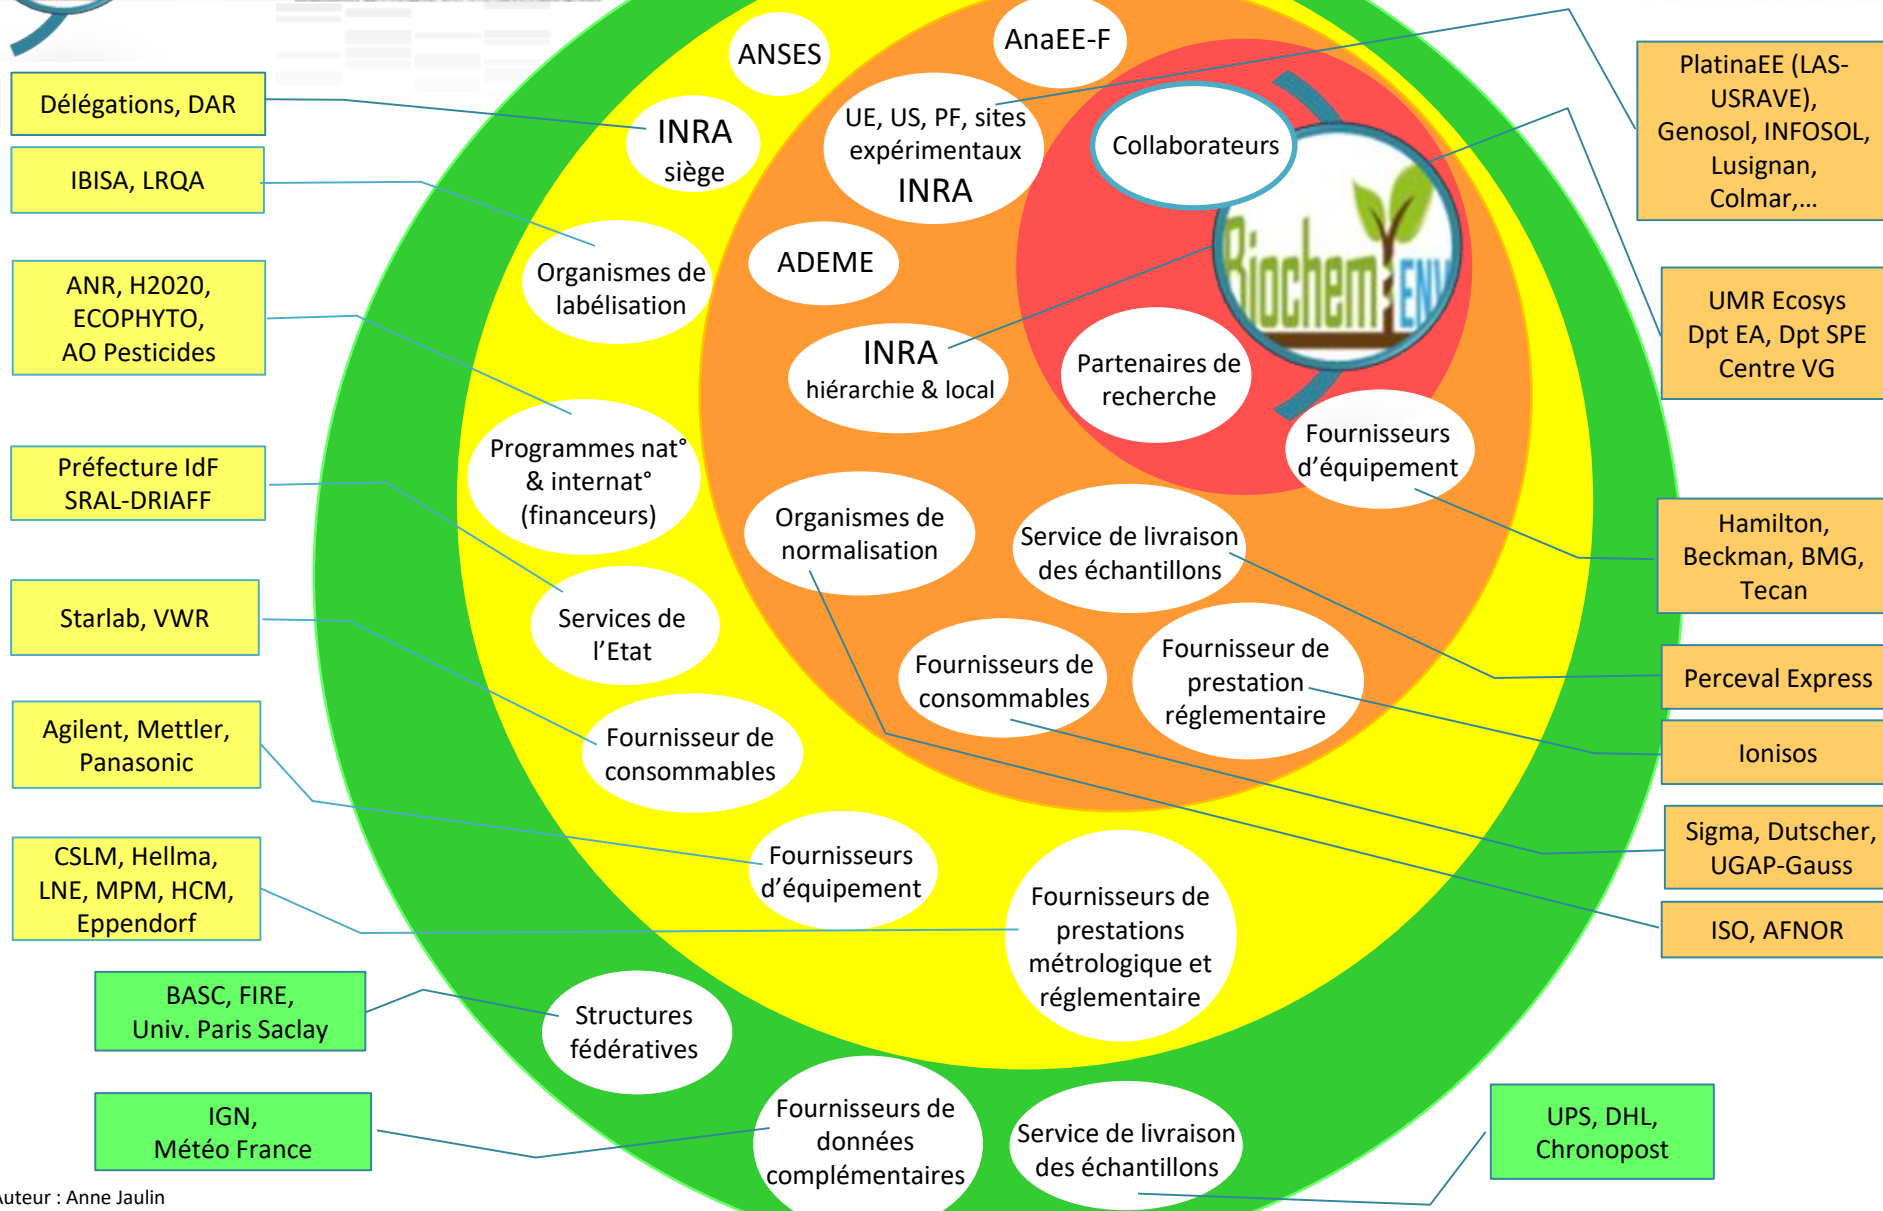 Délégations, DAR
IBISA, LRQA
ANR, H2020,
ECOPHYTO,
AO Pesticides
Préfecture IdF
SRAL-DRIAFF
Starlab, VWR
Agilent, Mettler,
Panasonic
CSLM, Hellma,
LNE, MPM, HCM,
Eppendorf
BASC, FIRE,
Univ. Paris Saclay
IGN,
Météo France
Auteur : Anne Jaulin
ANSES
INRA
siège
Organismes de
labélisation
Programmes nat°
& internat°
(financeurs)
Services de
l'Etat
Fournisseur de
consommables
Fournisseurs
d'équipement
Fournisseurs de
prestations
métrologique et
réglementaire
Structures
fédératives
Fournisseurs de
données
complémentaires
Service de livraison
des échantillons
AnaEE-F
UE, US, PF, sites
expérimentaux
INRA
ADEME
INRA
hiérarchie & local
Organismes de
normalisation
Service de livraison
des échantillons
Fournisseurs de
consommables
Fournisseur de
prestation
réglementaire
Fournisseurs
d'équipement
Collaborateurs
Biochem ENV
Partenaires de
recherche
PlatinaEE (LAS-
USRAVE),
Genosol, INFOSOL,
Lusignan,
Colmar,...
UMR Ecosys
Dpt EA, Dpt SPE
Centre VG
Hamilton,
Beckman, BMG,
Tecan
Perceval Express
Ionisos
Sigma, Dutscher,
UGAP-Gauss
ISO, AFNOR
UPS, DHL,
Chronopost